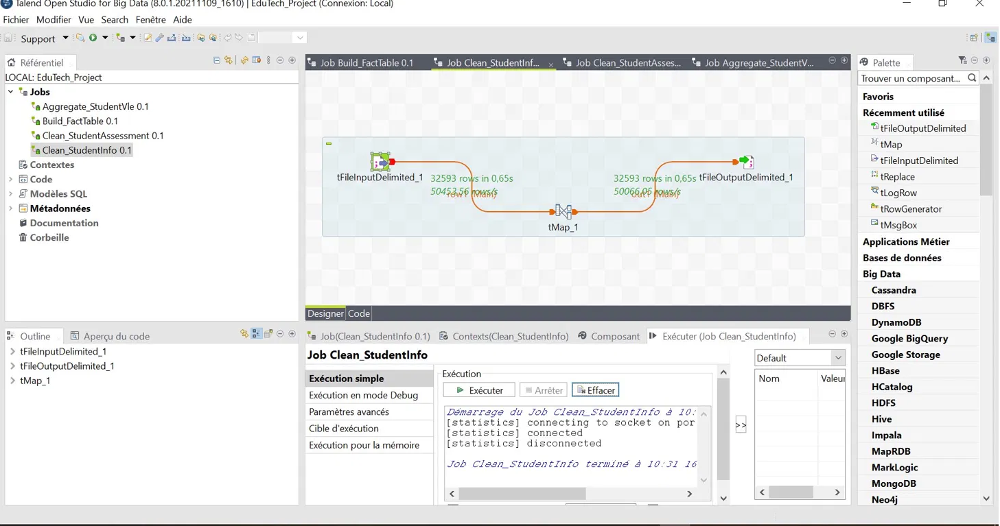 Talend Open Studio for Big Data (8.0.1.20211109_1610) | EduTech_Project (Connexion: Local)
Fichier Modifier Vue Search Fenêtre Aide
Support
Référentiel
LOCAL: EduTech_Project
Jobs
Aggregate_StudentVle 0.1
Build_FactTable 0.1
Clean_StudentAssessment 0.1
Clean_StudentInfo 0.1
Contextes
Code
Modèles SQL
Métadonnées
Documentation
Corbeille
Outline
Aperçu du code
tFileInputDelimited_1
tFileOutputDelimited_1
tMap_1
Job Build_FactTable 0.1
Job Clean_StudentInf...
Job Clean_StudentAsses...
Job Aggregate_StudentV...
tFileInputDelimited_1
32593 rows in 0,65s
50453,56 rows/s
row1 (Main)
32593 rows in 0,65s
50066,05 rows/s
out1 (Main)
tFileOutputDelimited_1
tMap_1
Designer Code
Job(Clean_StudentInfo 0.1)
Contexts(Clean_StudentInfo)
Composant
Exécuter (Job Clean_StudentInfo)
Job Clean_StudentInfo
Exécution simple
Exécution en mode Debug
Paramètres avancés
Cible d'exécution
Exécution pour la mémoire
Exécution
Exécuter
Arrêter
Effacer
Démarrage du Job Clean_StudentInfo à 10:
[statistics] connecting to socket on por
[statistics] connected
[statistics] disconnected
Job Clean_StudentInfo terminé à 10:31 16
>>
Default
Nom Valeur
Palette
Trouver un composant...
Favoris
Récemment utilisé
tFileOutputDelimited
tMap
tFileInputDelimited
tReplace
tLogRow
tRowGenerator
tMsgBox
Applications Métier
Bases de données
Big Data
Cassandra
DBFS
DynamoDB
Google BigQuery
Google Storage
HBase
HCatalog
HDFS
Hive
Impala
MapRDB
MarkLogic
MongoDB
Neo4j